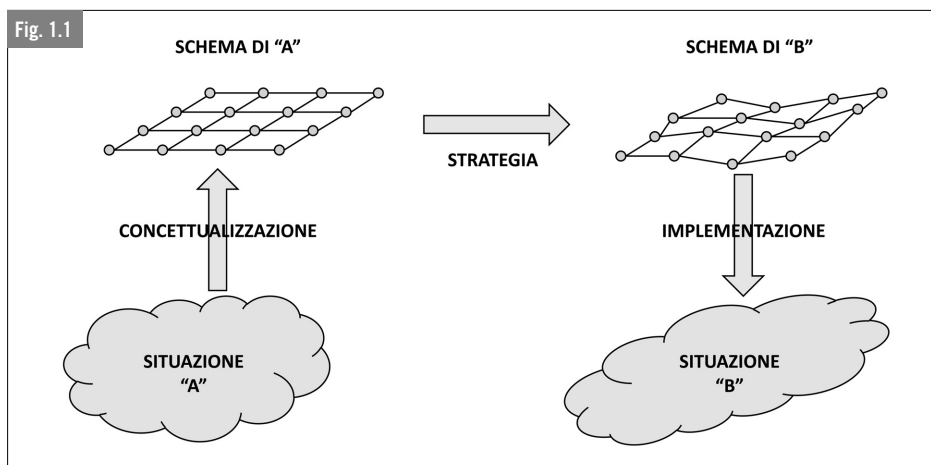 Fig. 1.1
SCHEMA DI “A”
SCHEMA DI “B”
STRATEGIA
CONCETTUALIZZAZIONE
IMPLEMENTAZIONE
SITUAZIONE
“A”
SITUAZIONE
“B”